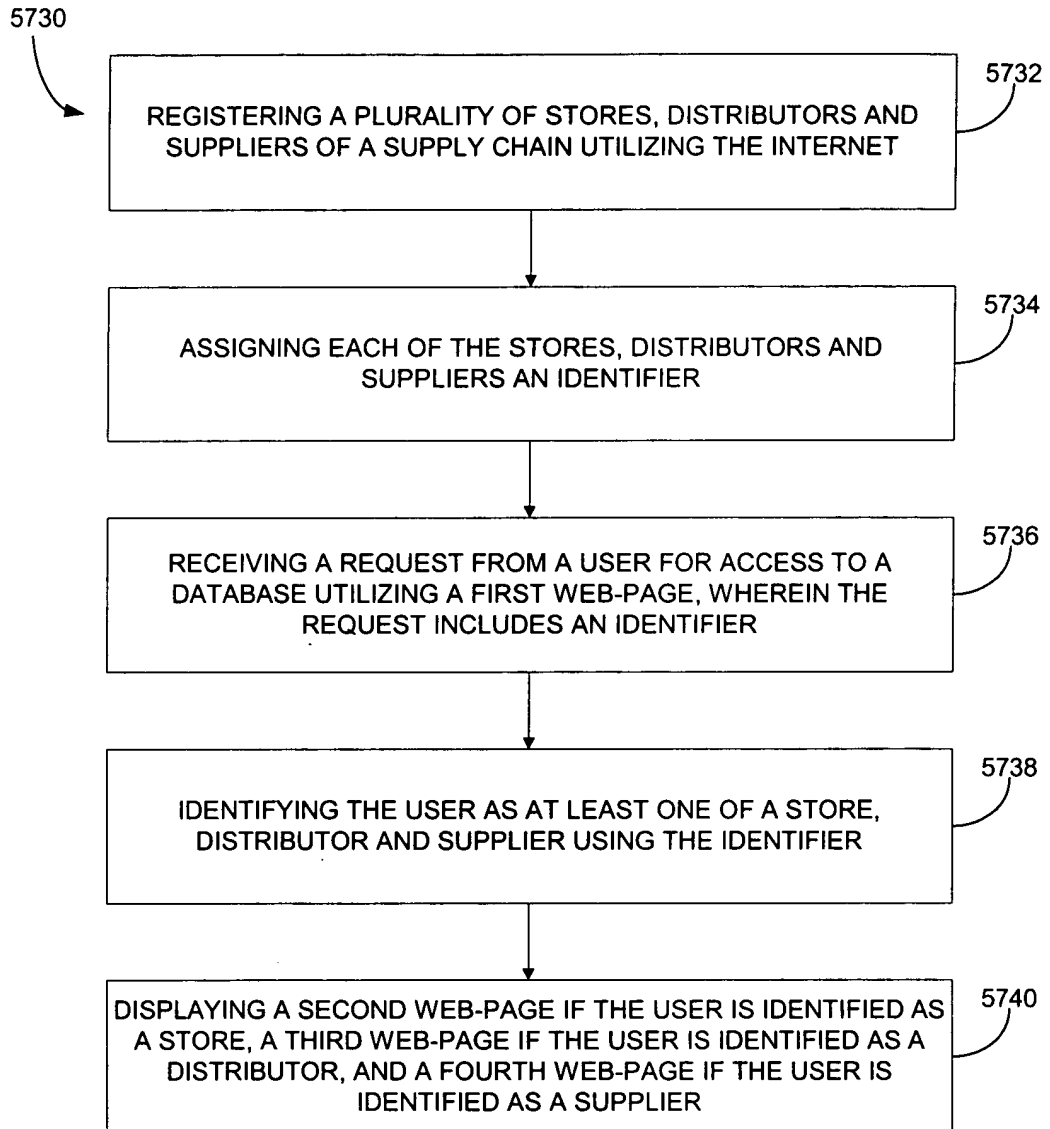 5730
5732
REGISTERING A PLURALITY OF STORES, DISTRIBUTORS AND
SUPPLIERS OF A SUPPLY CHAIN UTILIZING THE INTERNET
5734
ASSIGNING EACH OF THE STORES, DISTRIBUTORS AND
SUPPLIERS AN IDENTIFIER
5736
RECEIVING A REQUEST FROM A USER FOR ACCESS TO A
DATABASE UTILIZING A FIRST WEB-PAGE, WHEREIN THE
REQUEST INCLUDES AN IDENTIFIER
5738
IDENTIFYING THE USER AS AT LEAST ONE OF A STORE,
DISTRIBUTOR AND SUPPLIER USING THE IDENTIFIER
5740
DISPLAYING A SECOND WEB-PAGE IF THE USER IS IDENTIFIED AS
A STORE, A THIRD WEB-PAGE IF THE USER IS IDENTIFIED AS A
DISTRIBUTOR, AND A FOURTH WEB-PAGE IF THE USER IS
IDENTIFIED AS A SUPPLIER